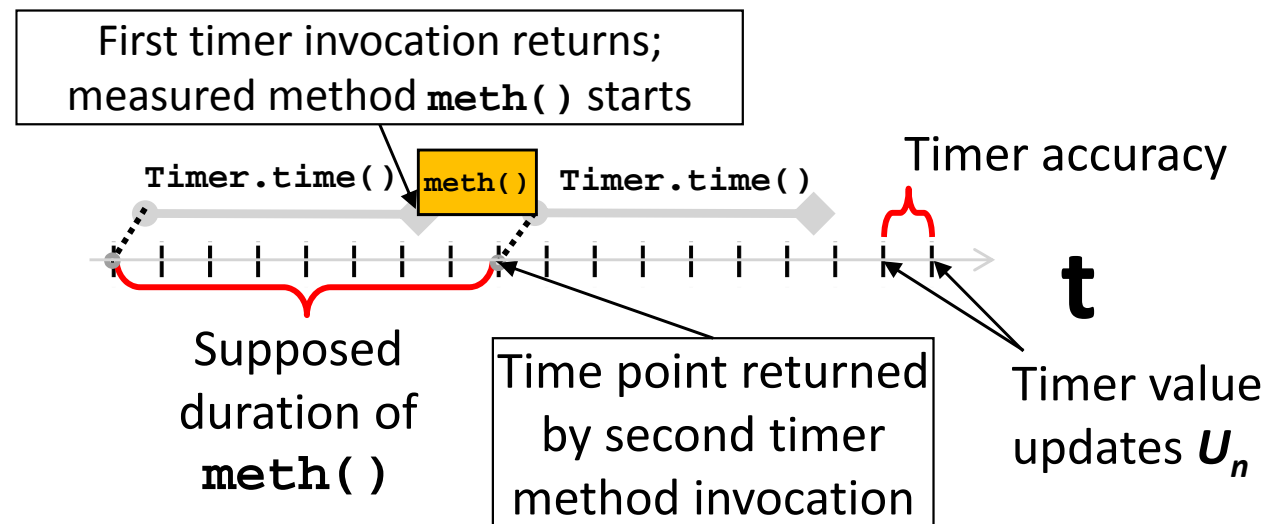 First timer invocation returns;
measured method meth() starts
Timer.time()
meth()
Timer.time()
Timer accuracy
t
Supposed
duration of
meth()
Time point returned
by second timer
method invocation
Timer value
updates Un